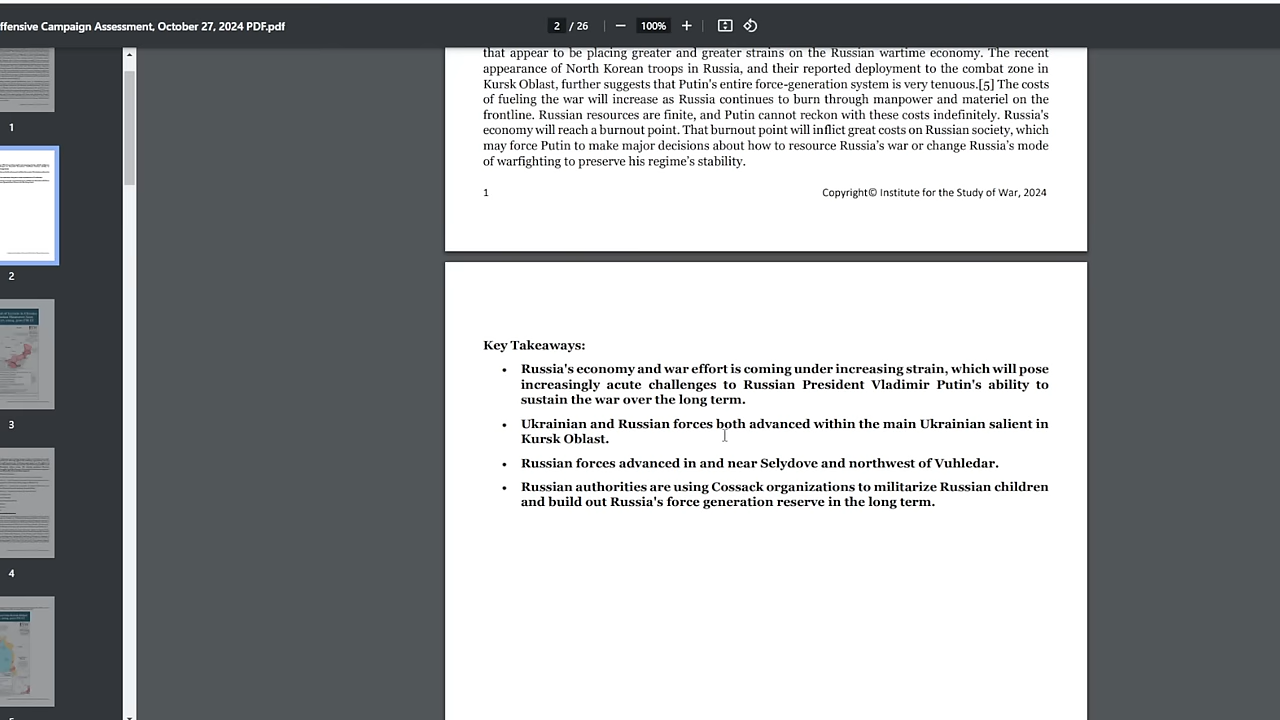 ffensive Campaign Assessment, October 27, 2024 PDF.pdf
2 / 26
100%
that appear to be placing greater and greater strains on the Russian wartime economy. The recent
appearance of North Korean troops in Russia, and their reported deployment to the combat zone in
Kursk Oblast, further suggests that Putin's entire force-generation system is very tenuous.[5] The costs
of fueling the war will increase as Russia continues to burn through manpower and materiel on the
frontline. Russian resources are finite, and Putin cannot reckon with these costs indefinitely. Russia's
economy will reach a burnout point. That burnout point will inflict great costs on Russian society, which
may force Putin to make major decisions about how to resource Russia's war or change Russia's mode
of warfighting to preserve his regime's stability.
1 Copyright© Institute for the Study of War, 2024
Key Takeaways:
• Russia's economy and war effort is coming under increasing strain, which will pose
increasingly acute challenges to Russian President Vladimir Putin's ability to
sustain the war over the long term.
• Ukrainian and Russian forces both advanced within the main Ukrainian salient in
Kursk Oblast.
• Russian forces advanced in and near Selydove and northwest of Vuhledar.
• Russian authorities are using Cossack organizations to militarize Russian children
and build out Russia's force generation reserve in the long term.
1
2
3
4